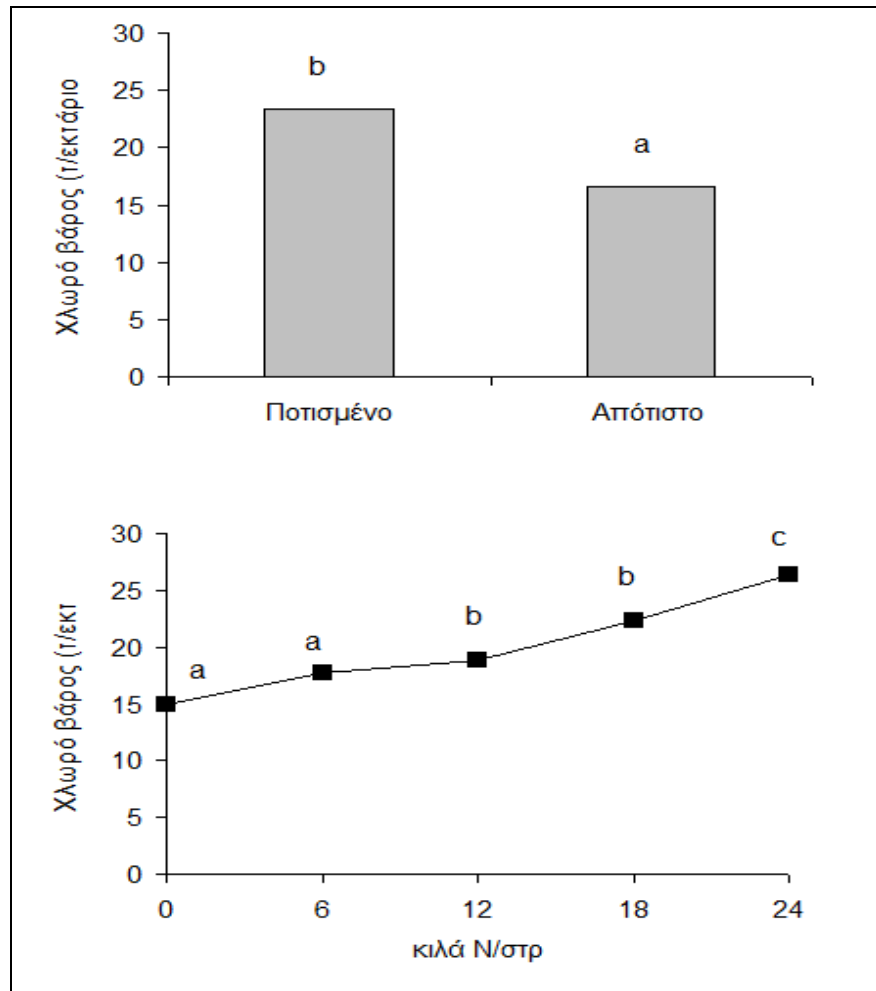 Χλωρό βάρος (τ/εκτάριο
30
25
20
15
10
5
0
b
a
Ποτισμένο
Απότιστο
Χλωρό βάρος (τ/εκτ
30
25
20
15
10
5
0
a
a
b
b
c
0 6 12 18 24
κιλά Ν/στρ